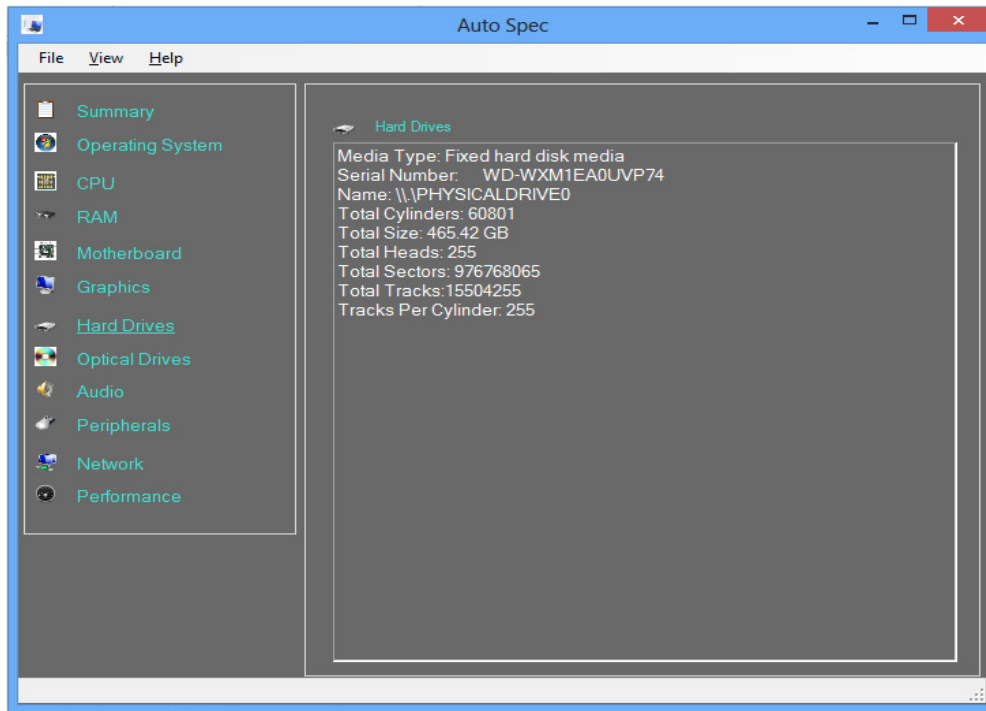 Auto Spec
File View Help
Summary
Operating System
CPU
RAM
Motherboard
Graphics
Hard Drives
Optical Drives
Audio
Peripherals
Network
Performance
Hard Drives
Media Type: Fixed hard disk media
Serial Number: WD-WXM1EA0UVP74
Name: \\.\PHYSICALDRIVE0
Total Cylinders: 60801
Total Size: 465.42 GB
Total Heads: 255
Total Sectors: 976768065
Total Tracks:15504255
Tracks Per Cylinder: 255